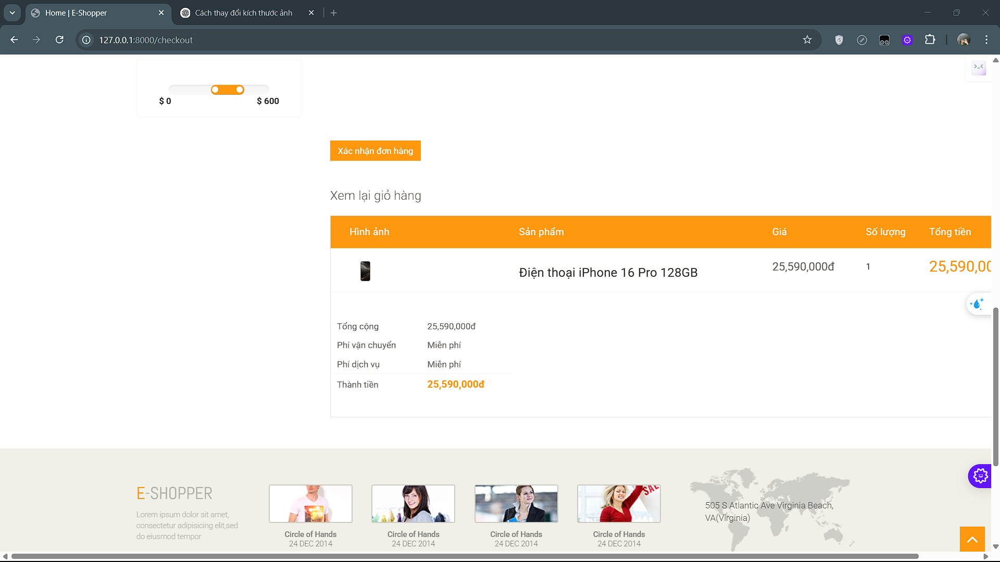 Home | E-Shopper
Cách thay đổi kích thước ảnh
127.0.0.1:8000/checkout
$ 0
$ 600
Xác nhận đơn hàng
Xem lại giỏ hàng
Hình ảnh Sản phẩm Giá Số lượng Tổng tiền
Điện thoại iPhone 16 Pro 128GB 25,590,000đ 1 25,590,00
Tổng cộng 25,590,000đ
Phí vận chuyển Miễn phí
Phí dịch vụ Miễn phí
Thành tiền 25,590,000đ
E-SHOPPER
Lorem ipsum dolor sit amet,
consectetur adipisicing elit,sed
do eiusmod tempor
Circle of Hands
24 DEC 2014
Circle of Hands
24 DEC 2014
Circle of Hands
24 DEC 2014
SAL
Circle of Hands
24 DEC 2014
505 S Atlantic Ave Virginia Beach,
VA(Virginia)